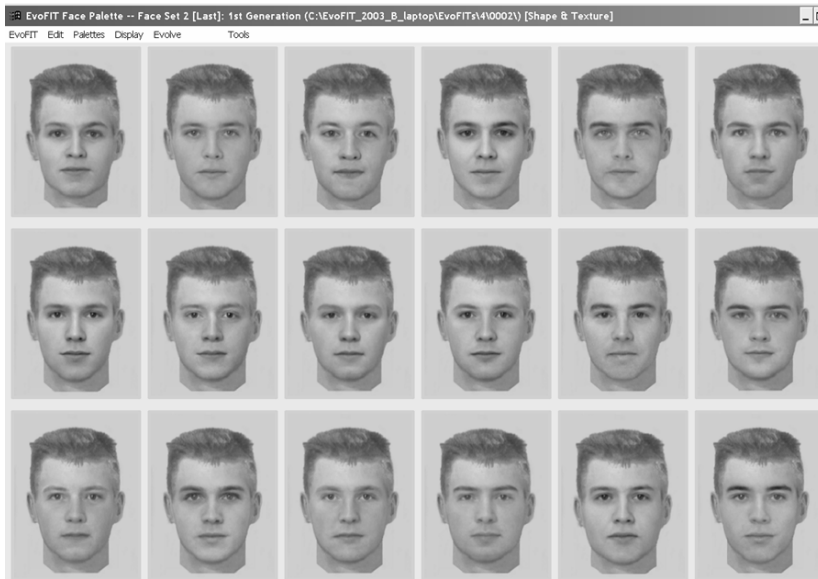 EvoFIT Face Palette -- Face Set 2 [Last]: 1st Generation (C:\EvoFIT_2003_B_laptop\EvoFITs\4\0002\) [Shape & Texture]
EvoFIT Edit Palettes Display Evolve Tools